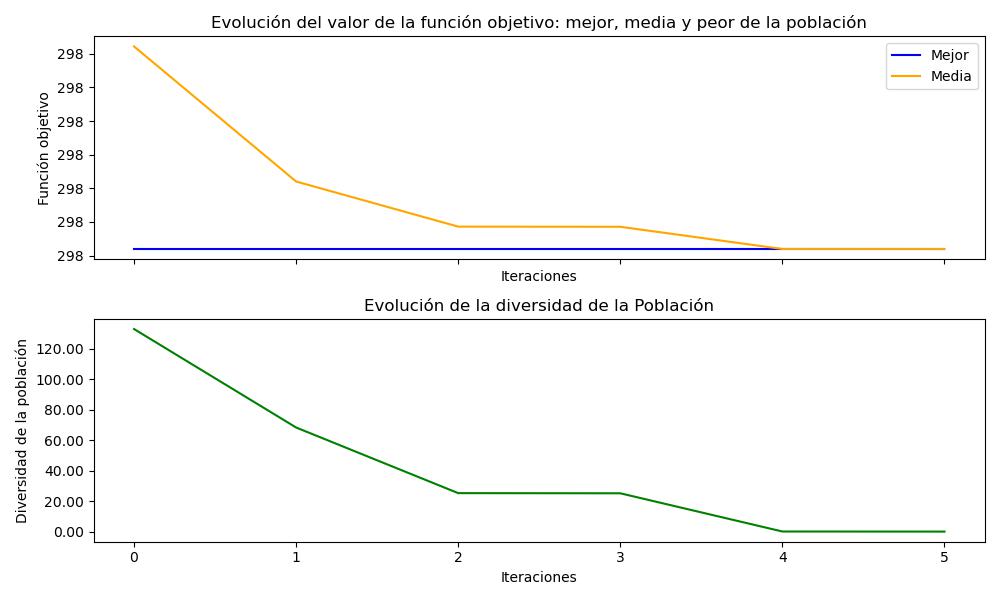 Evolución del valor de la función objetivo: mejor, media y peor de la población
Función objetivo
298
298
298
298
298
298
298
Mejor
Media
Iteraciones
Evolución de la diversidad de la Población
Diversidad de la población
120.00
100.00
80.00
60.00
40.00
20.00
0.00
0 1 2 3 4 5
Iteraciones